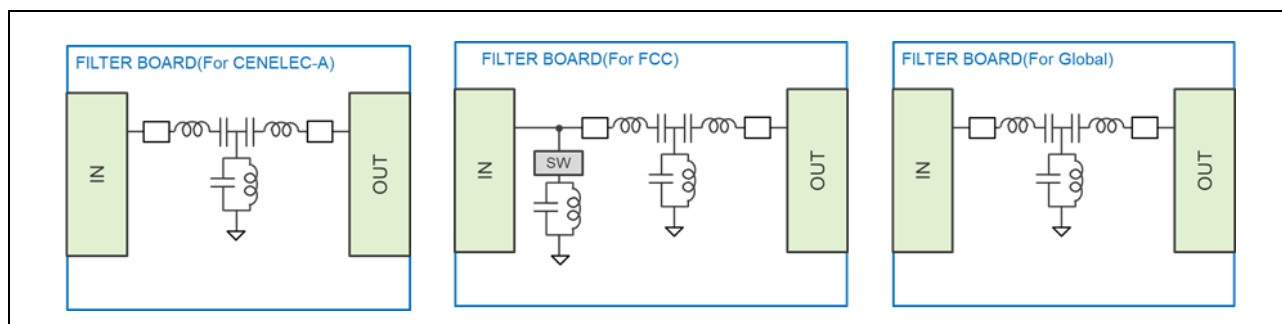 FILTER BOARD(For CENELEC-A)
IN
OUT
FILTER BOARD(For FCC)
IN
SW
OUT
FILTER BOARD(For Global)
IN
OUT